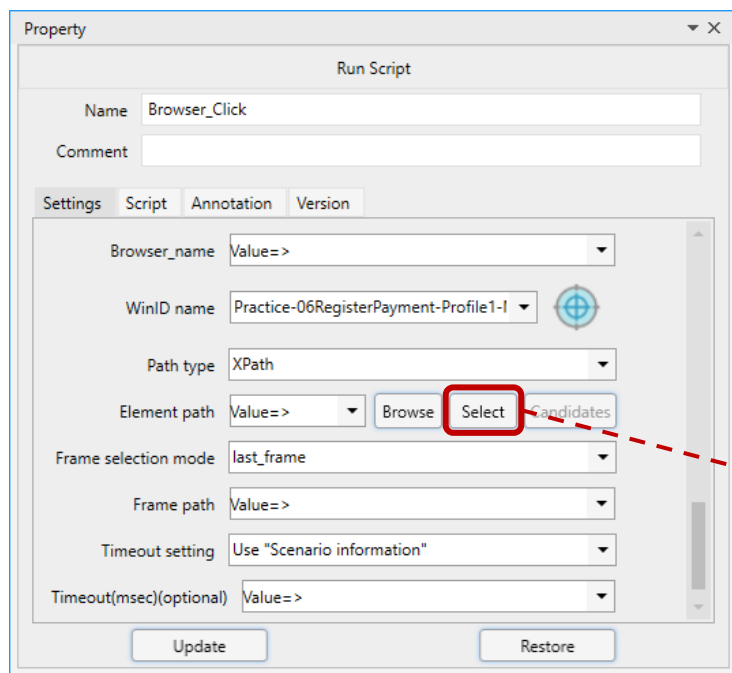 Property
Run Script
Name Browser_Click
Comment
Settings Script Annotation Version
Browser_name Value=>
WinID name Practice-06RegisterPayment-Profile1-
Path type XPath
Element path Value=> Browse Select Candidates
Frame selection mode last_frame
Frame path Value=>
Timeout setting Use "Scenario information"
Timeout(msec)(optional) Value=>
Update Restore